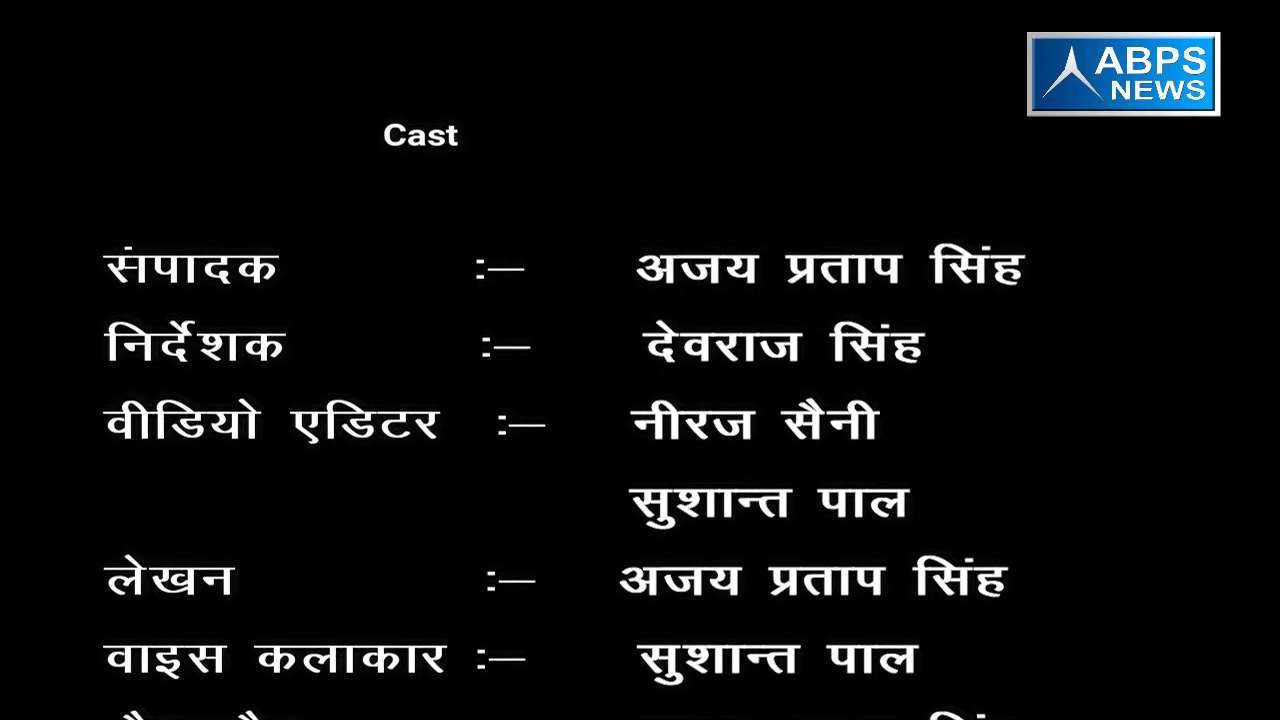 ABPS
NEWS
Cast
संपादक :— अजय प्रताप सिंह
निर्देशक :— देवराज सिंह
वीडियो एडिटर :— नीरज सैनी
सुशान्त पाल
लेखन :— अजय प्रताप सिंह
वाइस कलाकार :— सुशान्त पाल